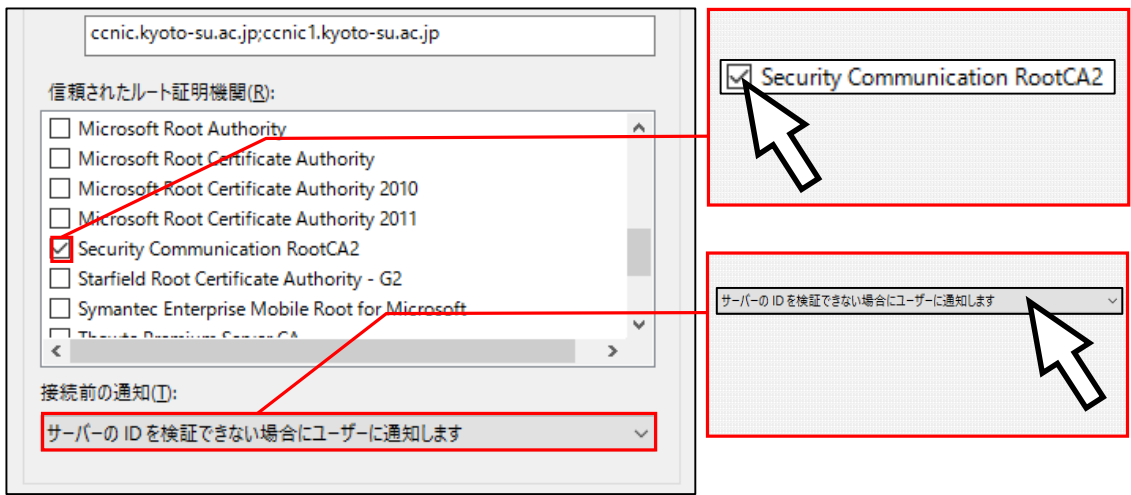 ccnic.kyoto-su.ac.jp;ccnic1.kyoto-su.ac.jp
信頼されたルート証明機関(R):
Microsoft Root Authority
Microsoft Root Certificate Authority
Microsoft Root Certificate Authority 2010
Microsoft Root Certificate Authority 2011
Security Communication RootCA2
Starfield Root Certificate Authority - G2
Symantec Enterprise Mobile Root for Microsoft
Thawte Premium Server CA
接続前の通知(T):
サーバーの ID を検証できない場合にユーザーに通知します
Security Communication RootCA2
サーバーの ID を検証できない場合にユーザーに通知します